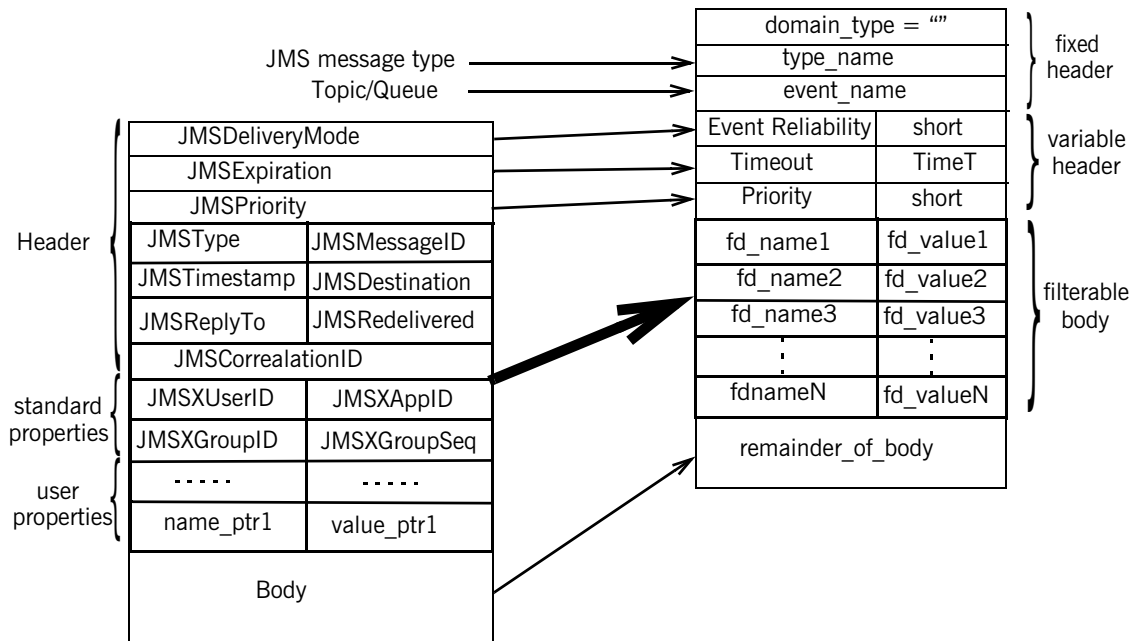 JMS message type
Topic/Queue
Header
JMSDeliveryMode
JMSExpiration
JMSPriority
JMSType JMSMessageID
JMSTimestamp JMSDestination
JMSReplyTo JMSRedelivered
JMSCorrealationID
standard
properties
JMSXUserID JMSXAppID
JMSXGroupID JMSXGroupSeq
user
properties
..... .....
name_ptr1 value_ptr1
Body
domain_type = “”
type_name
event_name
fixed
header
Event Reliability short
Timeout TimeT
Priority short
variable
header
fd_name1 fd_value1
fd_name2 fd_value2
fd_name3 fd_value3
fdnameN fd_valueN
filterable
body
remainder_of_body